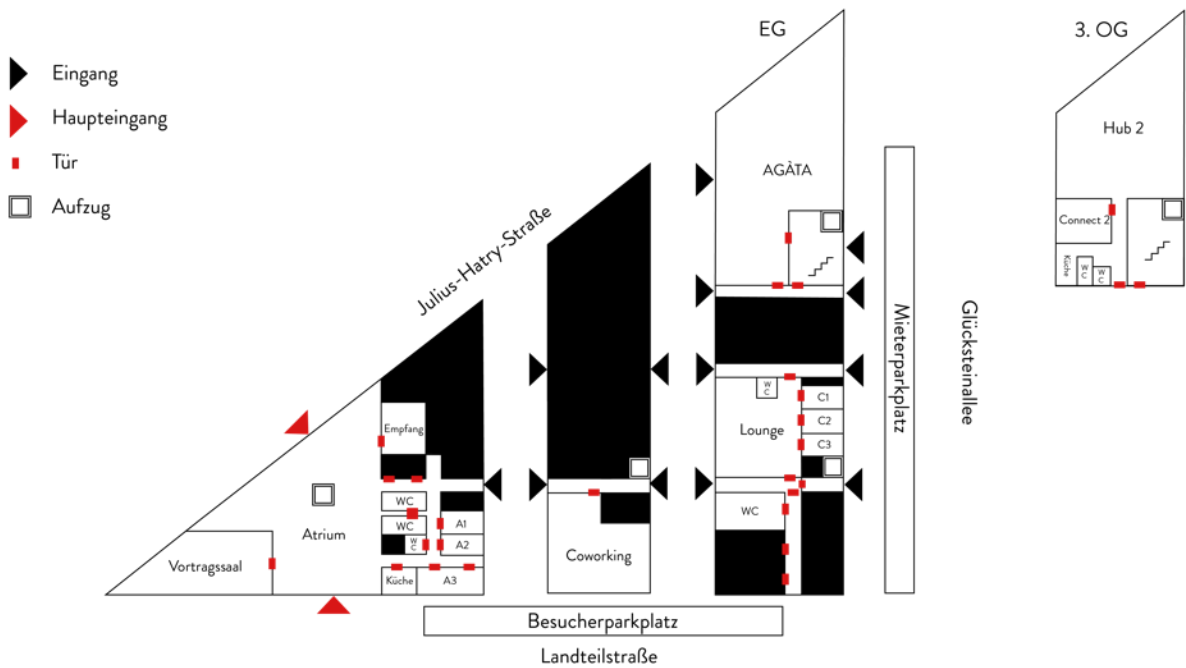 EG
3. OG
Eingang
Haupteingang
Tür
Aufzug
Julius-Hatry-Straße
AGÀTA
Hub 2
Connect 2
Küche
WC
WC
Mieterparkplatz
Glücksteinallee
WC
C1
C2
C3
Lounge
Empfang
WC
WC
WC
A1
A2
A3
Küche
Atrium
Vortragssaal
Coworking
WC
Besucherparkplatz
Landteilstraße